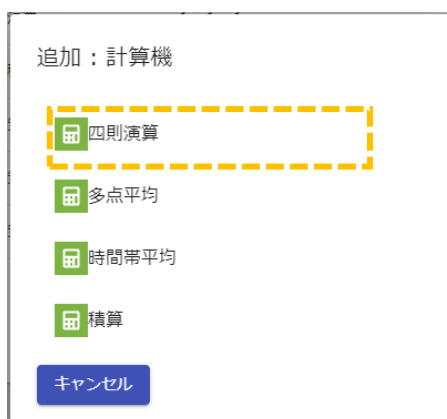 追加：計算機
四則演算
多点平均
時間帯平均
積算
キャンセル